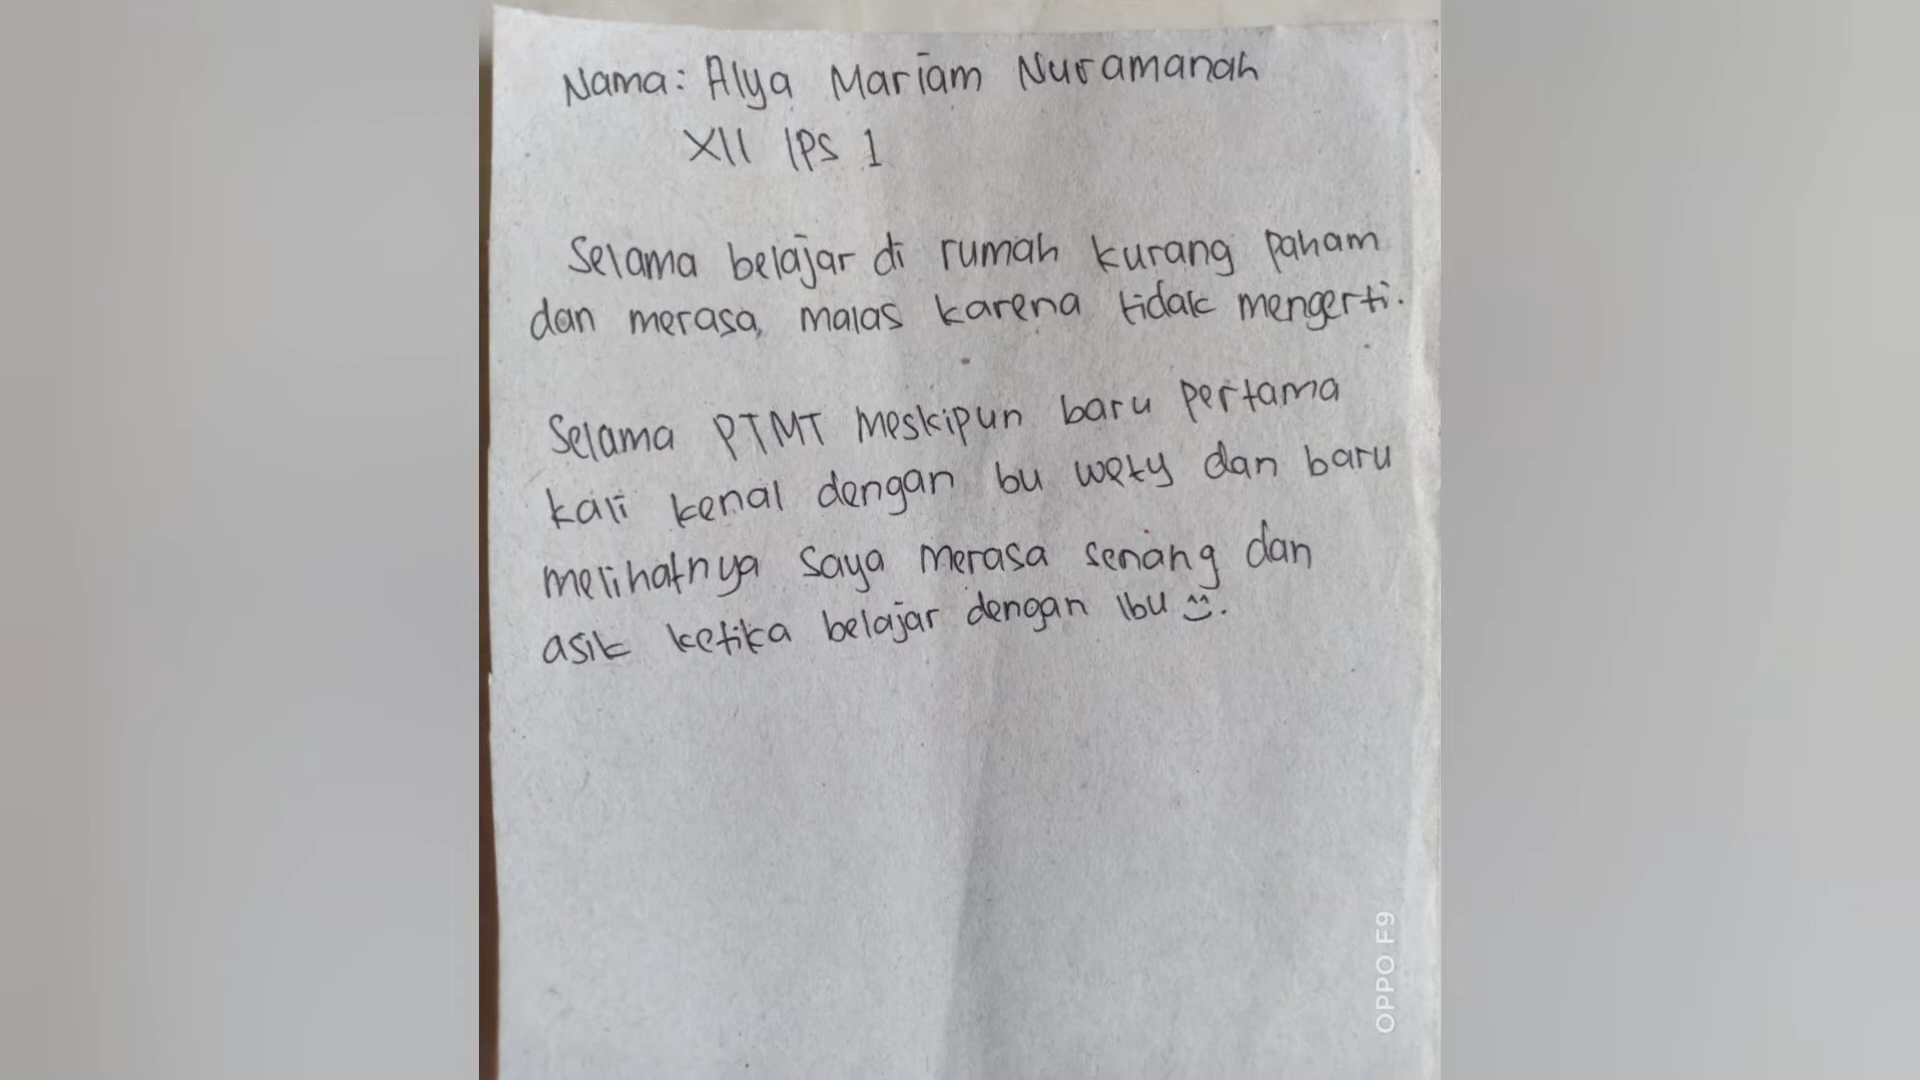 Nama: Alya Mariam Nuramanah
XII IPS 1
Selama belajar di rumah kurang paham
dan merasa, malas karena tidak mengerti.
Selama PTMT meskipun baru pertama
kali kenal dengan bu wety dan baru
melihatnya saya merasa senang dan
asik ketika belajar dengan Ibu ^‿^.
OPPO F9